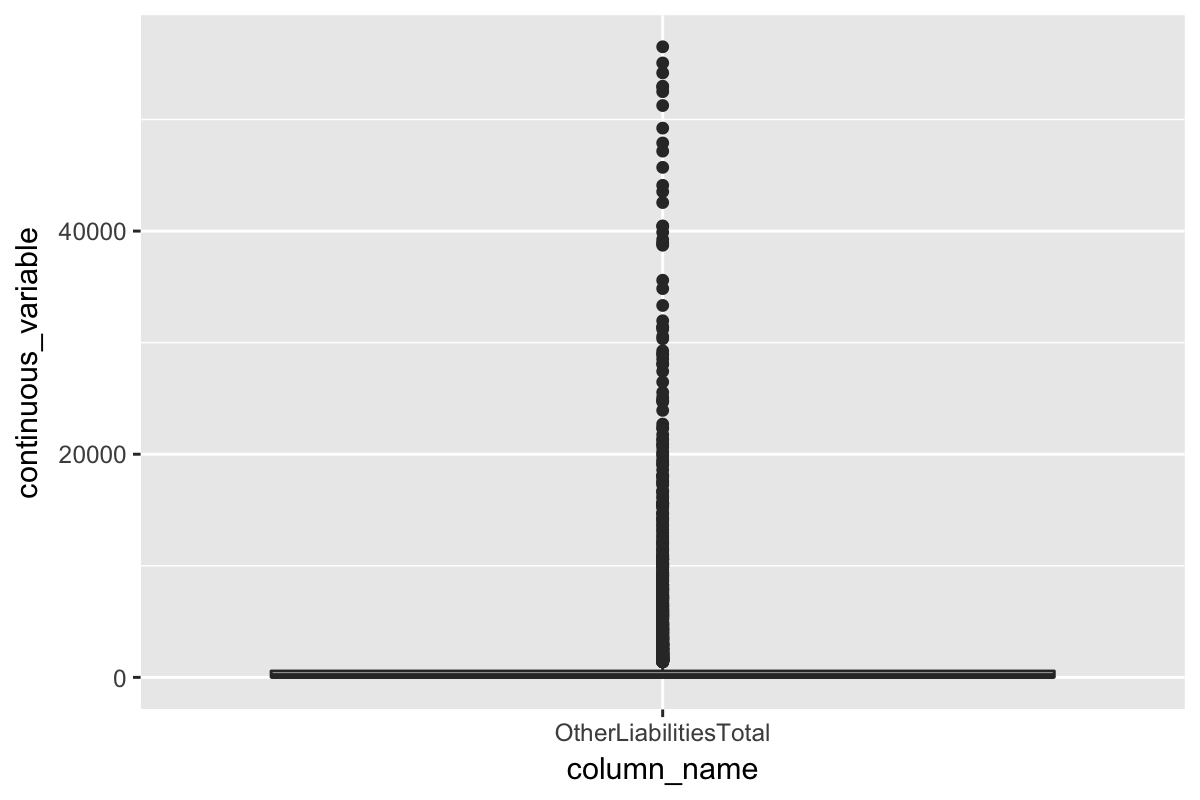 continuous_variable
40000
20000
0
OtherLiabilitiesTotal
column_name